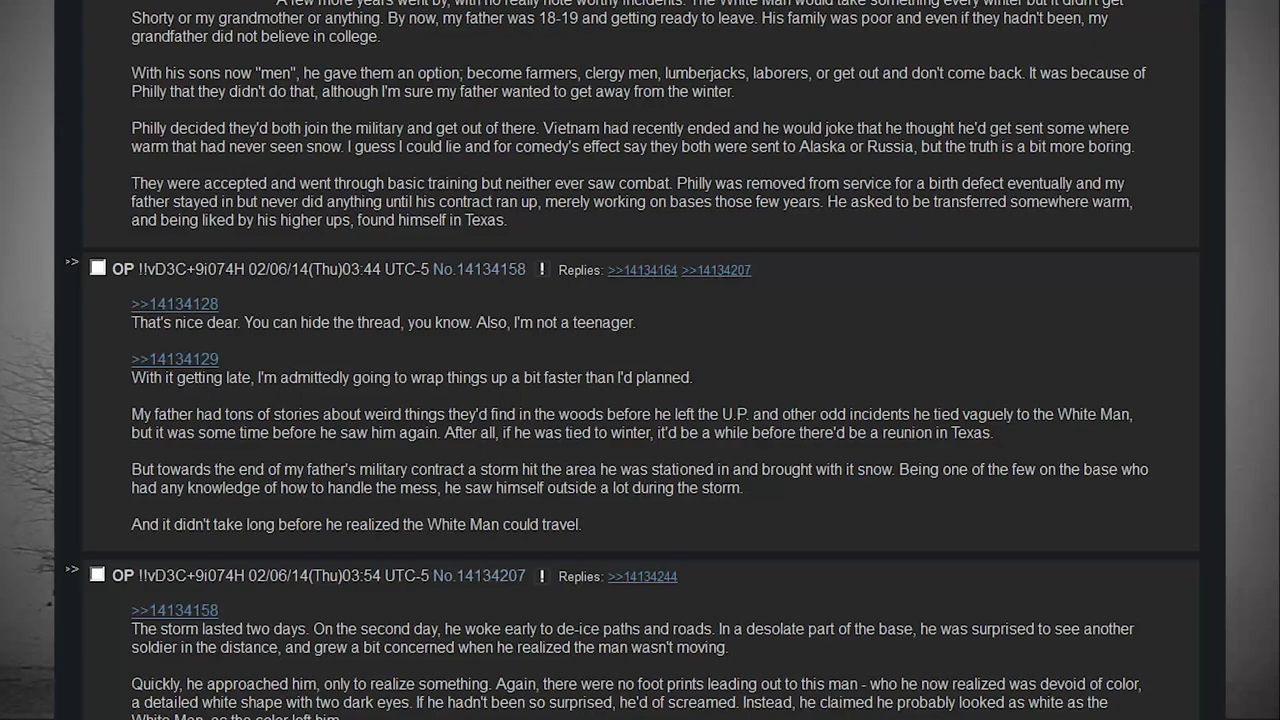 A few more years went by, with no really note worthy incidents. The White Man would take something every winter but it didn't get
Shorty or my grandmother or anything. By now, my father was 18-19 and getting ready to leave. His family was poor and even if they hadn't been, my
grandfather did not believe in college.
With his sons now "men", he gave them an option; become farmers, clergy men, lumberjacks, laborers, or get out and don't come back. It was because of
Philly that they didn't do that, although I'm sure my father wanted to get away from the winter.
Philly decided they'd both join the military and get out of there. Vietnam had recently ended and he would joke that he thought he'd get sent some where
warm that had never seen snow. I guess I could lie and for comedy's effect say they both were sent to Alaska or Russia, but the truth is a bit more boring.
They were accepted and went through basic training but neither ever saw combat. Philly was removed from service for a birth defect eventually and my
father stayed in but never did anything until his contract ran up, merely working on bases those few years. He asked to be transferred somewhere warm,
and being liked by his higher ups, found himself in Texas.
>> OP !!vD3C+9i074H 02/06/14(Thu)03:44 UTC-5 No.14134158 ! Replies: >>14134164 >>14134207
>>14134128
That's nice dear. You can hide the thread, you know. Also, I'm not a teenager.
>>14134129
With it getting late, I'm admittedly going to wrap things up a bit faster than I'd planned.
My father had tons of stories about weird things they'd find in the woods before he left the U.P. and other odd incidents he tied vaguely to the White Man,
but it was some time before he saw him again. After all, if he was tied to winter, it'd be a while before there'd be a reunion in Texas.
But towards the end of my father's military contract a storm hit the area he was stationed in and brought with it snow. Being one of the few on the base who
had any knowledge of how to handle the mess, he saw himself outside a lot during the storm.
And it didn't take long before he realized the White Man could travel.
>> OP !!vD3C+9i074H 02/06/14(Thu)03:54 UTC-5 No.14134207 ! Replies: >>14134244
>>14134158
The storm lasted two days. On the second day, he woke early to de-ice paths and roads. In a desolate part of the base, he was surprised to see another
soldier in the distance, and grew a bit concerned when he realized the man wasn't moving.
Quickly, he approached him, only to realize something. Again, there were no foot prints leading out to this man - who he now realized was devoid of color,
a detailed white shape with two dark eyes. If he hadn't been so surprised, he'd of screamed. Instead, he claimed he probably looked as white as the
White Man, as the color left him.